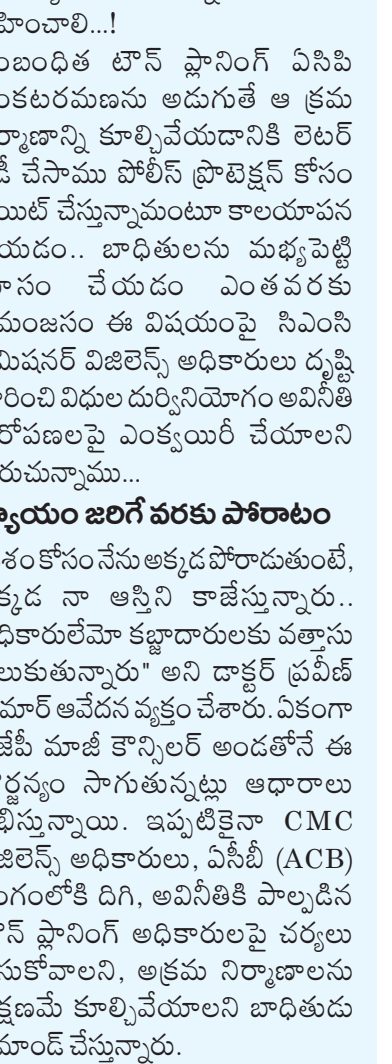 హించాలి...!
ంబంధిత టౌన్ ప్లానింగ్ ఏసిపి
ంకటరమణను అడుగుతే ఆ క్రమ
ర్మాణాన్ని కూల్చివేయడానికి లెటర్
డీ చేసాము పోలీస్ ప్రొటెక్షన్ కోసం
యిట్ చేస్తున్నామంటూ కాలయాపన
యడం.. బాధితులను మభ్యపెట్టి
ాసం చేయడం ఎంతవరకు
మంజసం ఈ విషయంపై సిఎంసి
మిషనర్ విజిలెన్స్ అధికారులు దృష్టి
ారించి విధుల దుర్వినియోగం అవినీతి
రోపణలపై ఎంక్వయిరీ చేయాలని
రుచున్నాము...
్యాయం జరిగే వరకు పోరాటం
శం కోసం నేను అక్కడ పోరాడుతుంటే,
క్కడ నా ఆస్తిని కాజేస్తున్నారు..
ధికారులేమో కబ్జాదారులకు వత్తాసు
లుకుతున్నారు" అని డాక్టర్ ప్రవీణ్
మార్ ఆవేదన వ్యక్తం చేశారు. ఏకంగా
జేపీ మాజీ కౌన్సిలర్ అండతోనే ఈ
ర్జన్యం సాగుతున్నట్లు ఆధారాలు
భిస్తున్నాయి. ఇప్పటికైనా CMC
జిలెన్స్ అధికారులు, ఏసీబీ (ACB)
ంగంలోకి దిగి, అవినీతికి పాల్పడిన
ౌన్ ప్లానింగ్ అధికారులపై చర్యలు
సుకోవాలని, అక్రమ నిర్మాణాలను
క్షణమే కూల్చివేయాలని బాధితుడు
మాండ్ చేస్తున్నారు.